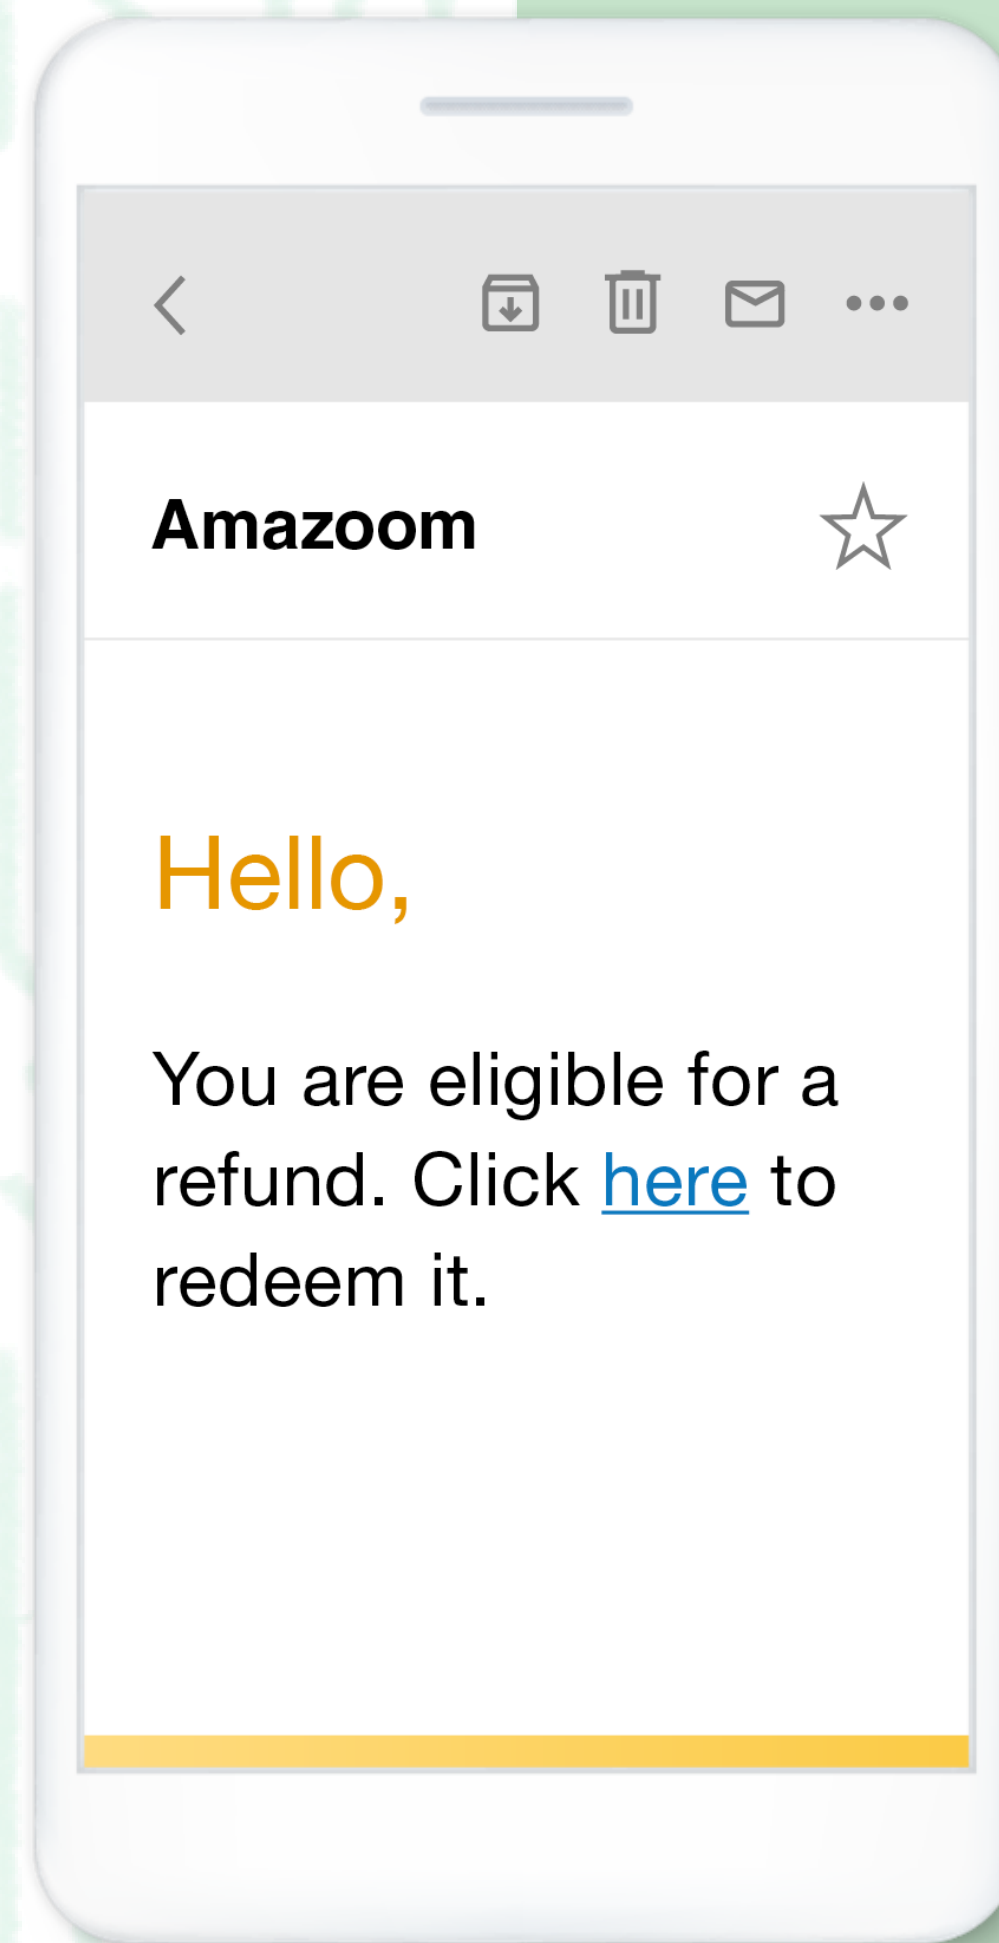 Amazoom
Hello,
You are eligible for a
refund. Click here to
redeem it.